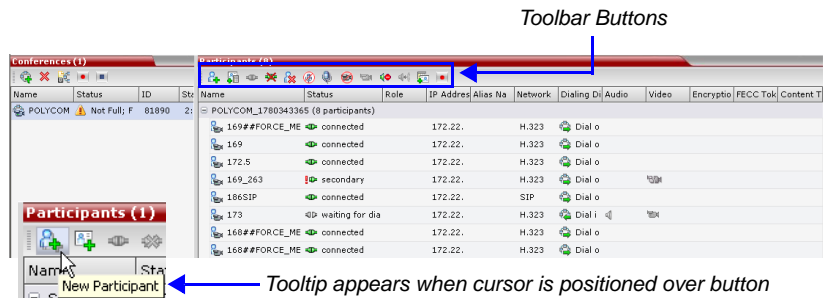 Toolbar Buttons
Conferences (1)
Participants (8)
Name Status ID Sta
POLYCOM Not Full; F 81890 2:
Name Status Role IP Addres Alias Na Network Dialing Di Audio Video Encryptio FECC Tok Content T
POLYCOM_1780343365 (8 participants)
169##FORCE_ME connected 172.22. H.323 Dial o
169 connected 172.22. H.323 Dial o
172.5 connected 172.22. H.323 Dial o
169_263 secondary 172.22. H.323 Dial o
186SIP connected 172.22. SIP Dial o
173 waiting for dia 172.22. H.323 Dial i
168##FORCE_ME connected 172.22. H.323 Dial o
168##FORCE_ME connected 172.22. H.323 Dial o
Participants (1)
Name Sta
New Participant
Tooltip appears when cursor is positioned over button